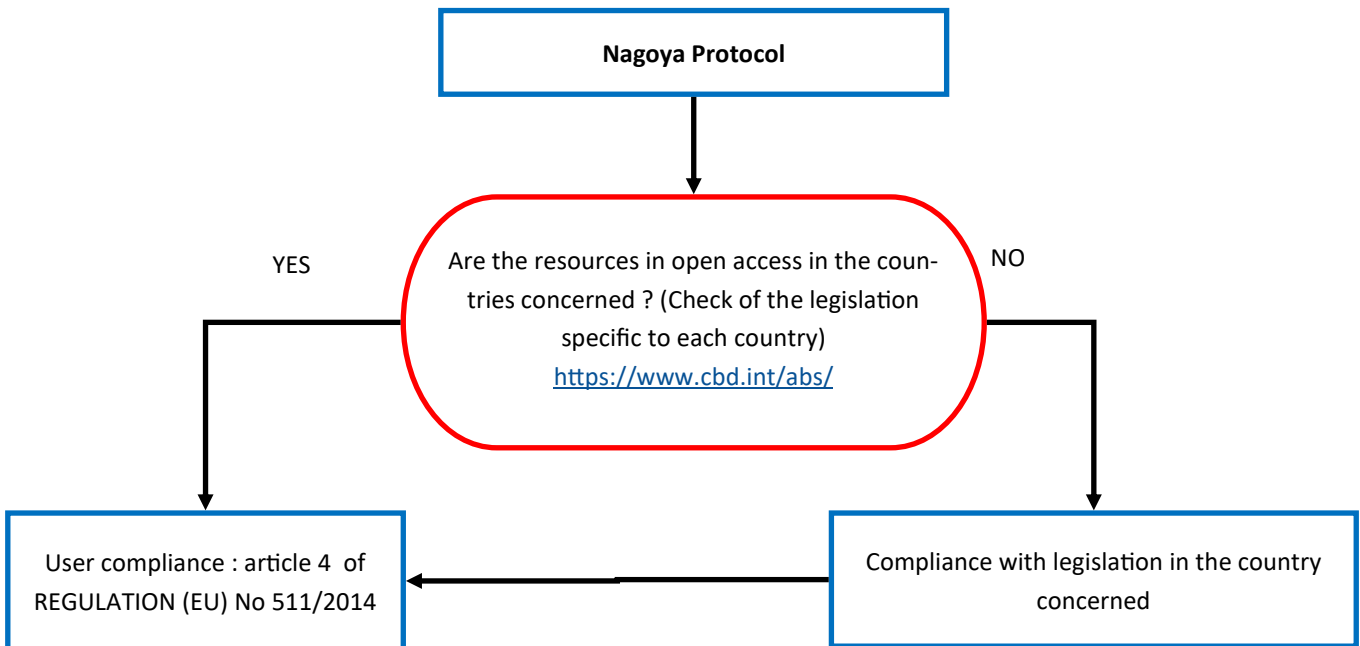 Nagoya Protocol
YES
Are the resources in open access in the coun-
tries concerned ? (Check of the legislation
specific to each country)
https://www.cbd.int/abs/
NO
User compliance : article 4  of
REGULATION (EU) No 511/2014
Compliance with legislation in the country
concerned